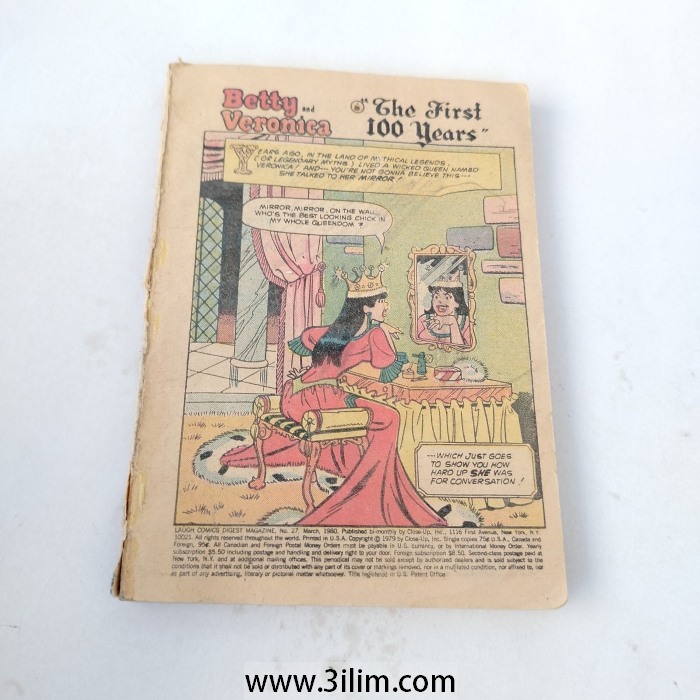 Betty and
Veronica
in "The First
100 Years"
YEARS AGO, IN THE LAND OF MYTHICAL LEGENDS,
(OR LEGENDARY MYTHS) LIVED A WICKED QUEEN NAMED
VERONICA! AND-- YOU'RE NOT GONNA BELIEVE THIS---
SHE TALKED TO HER MIRROR!
MIRROR, MIRROR, ON THE WALL,
WHO'S THE BEST LOOKING CHICK IN
MY WHOLE QUEENDOM?
---WHICH JUST GOES
TO SHOW YOU HOW
HARD UP SHE WAS
FOR CONVERSATION!
LAUGH COMICS DIGEST MAGAZINE, No. 27, March, 1980. Published bi-monthly by Close-Up, Inc., 1116 First Avenue, New York, N.Y.
10021. All rights reserved throughout the world. Printed in U.S.A. Copyright © 1979 by Close-Up, Inc. Single copies 75¢ U.S.A. Canada and
Foreign, 95¢. All Canadian and Foreign Postal Money Orders must be payable in U.S. currency, or by International Money Order. Yearly
subscription $5.50 including postage and handling and delivery right to your door. Foreign subscription $8.50. Second-class postage paid at
New York, N.Y. and at additional mailing offices. This periodical may not be sold except by authorized dealers and is sold subject to the
conditions that it shall not be sold or distributed with any part of its cover or markings removed, nor in a mutilated condition, nor affixed to, nor
as part of any advertising, literary or pictorial matter whatsoever. Title registered in U.S. Patent Office.
www.3ilim.com